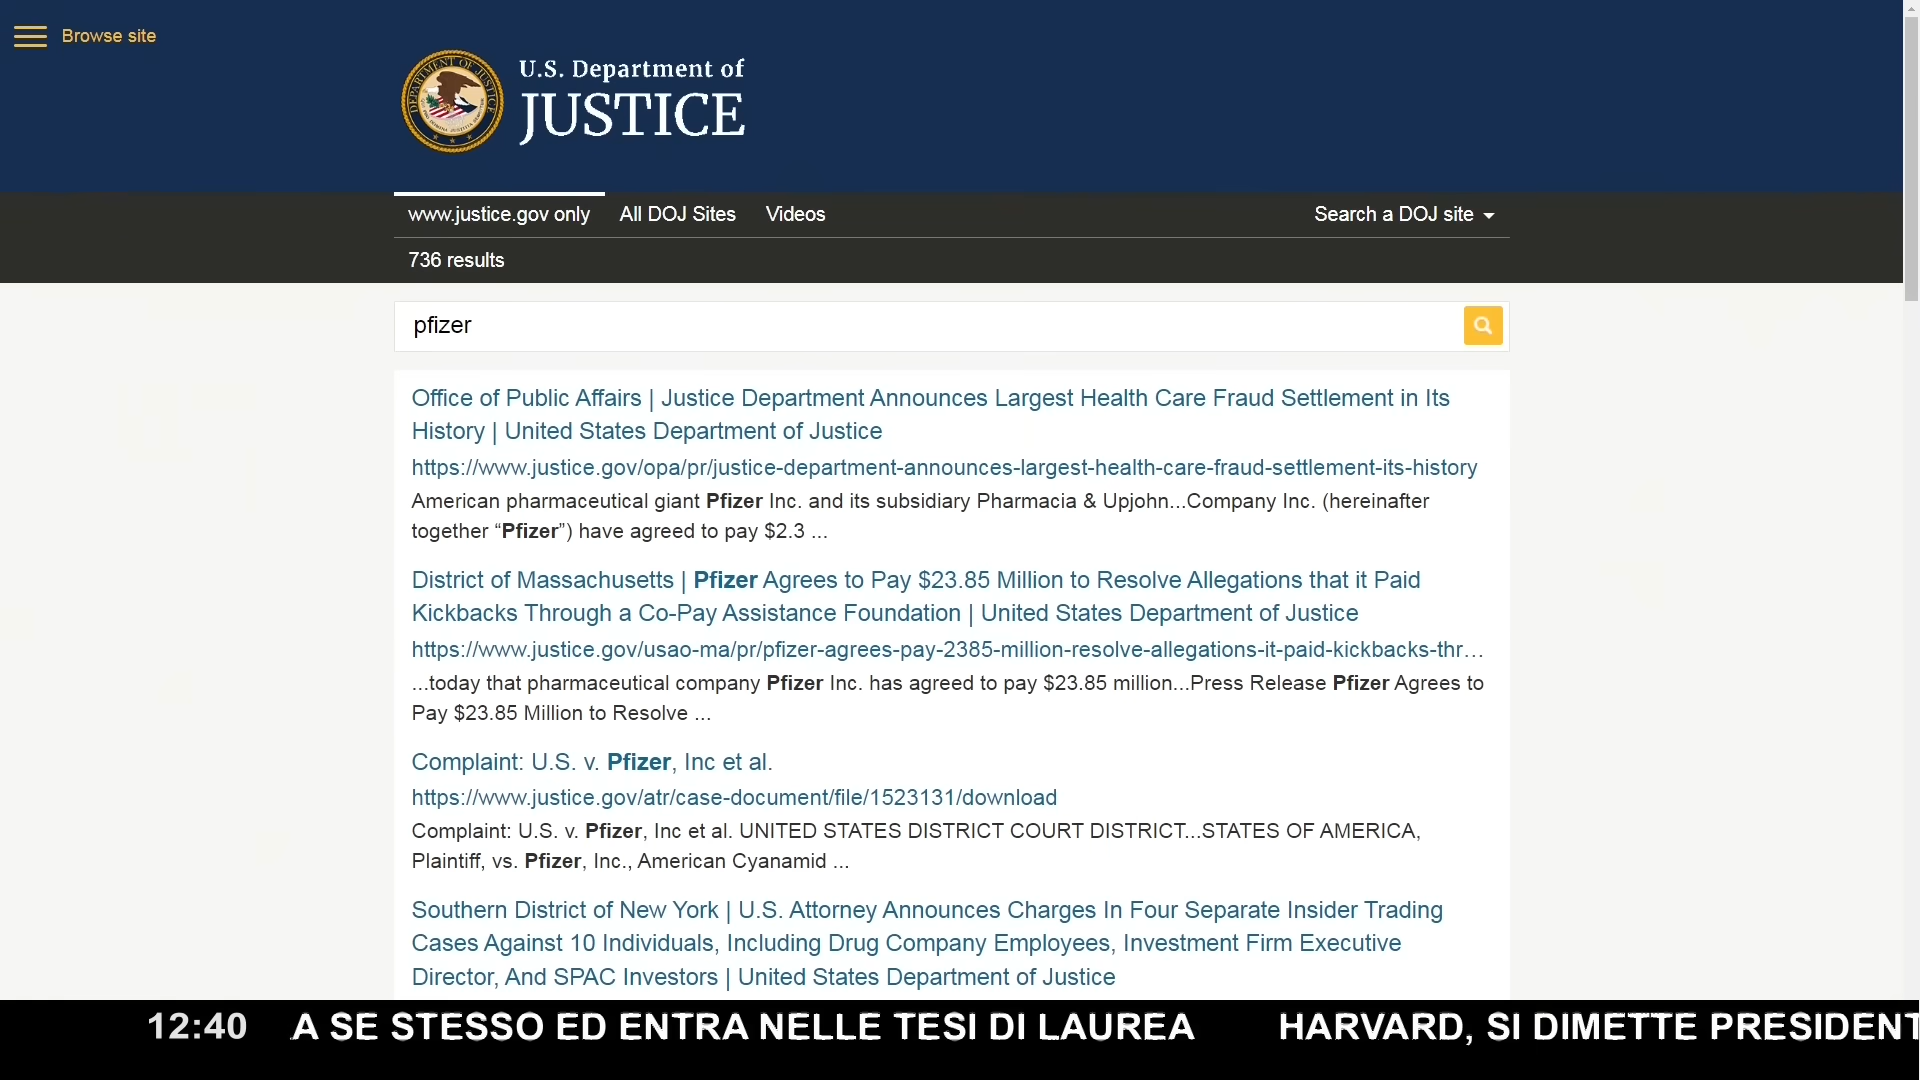 Browse site
U.S. Department of
JUSTICE
www.justice.gov only All DOJ Sites Videos Search a DOJ site
736 results
pfizer
Office of Public Affairs | Justice Department Announces Largest Health Care Fraud Settlement in Its
History | United States Department of Justice
https://www.justice.gov/opa/pr/justice-department-announces-largest-health-care-fraud-settlement-its-history
American pharmaceutical giant Pfizer Inc. and its subsidiary Pharmacia & Upjohn...Company Inc. (hereinafter
together “Pfizer”) have agreed to pay $2.3 ...
District of Massachusetts | Pfizer Agrees to Pay $23.85 Million to Resolve Allegations that it Paid
Kickbacks Through a Co-Pay Assistance Foundation | United States Department of Justice
https://www.justice.gov/usao-ma/pr/pfizer-agrees-pay-2385-million-resolve-allegations-it-paid-kickbacks-thr...
...today that pharmaceutical company Pfizer Inc. has agreed to pay $23.85 million...Press Release Pfizer Agrees to
Pay $23.85 Million to Resolve ...
Complaint: U.S. v. Pfizer, Inc et al.
https://www.justice.gov/atr/case-document/file/1523131/download
Complaint: U.S. v. Pfizer, Inc et al. UNITED STATES DISTRICT COURT DISTRICT...STATES OF AMERICA,
Plaintiff, vs. Pfizer, Inc., American Cyanamid ...
Southern District of New York | U.S. Attorney Announces Charges In Four Separate Insider Trading
Cases Against 10 Individuals, Including Drug Company Employees, Investment Firm Executive
Director, And SPAC Investors | United States Department of Justice
12:40 A SE STESSO ED ENTRA NELLE TESI DI LAUREA HARVARD, SI DIMETTE PRESIDENT